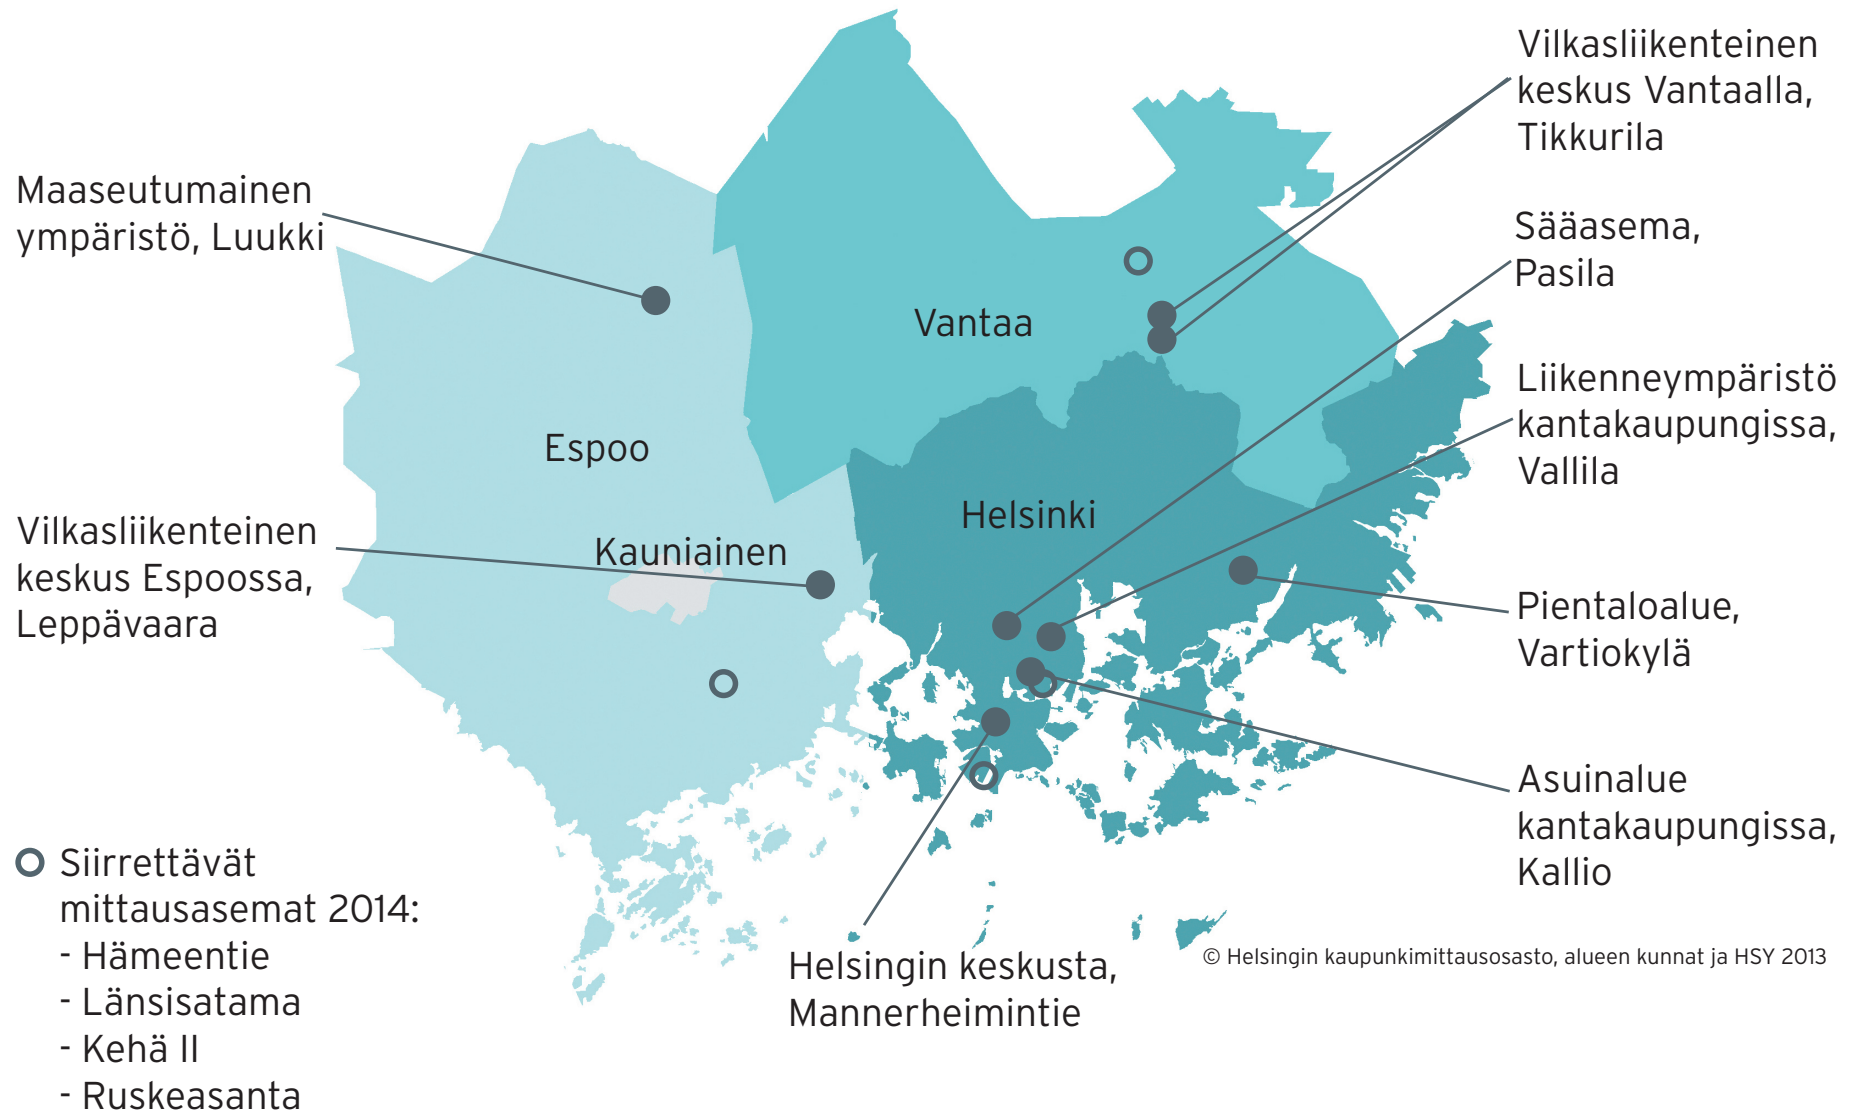 Vilkasliikenteinen
keskus Vantaalla,
Tikkurila
Maaseutumainen
ympäristö, Luukki
Sääasema,
Pasila
Vantaa
Liikenneympäristö
kantakaupungissa,
Vallila
Espoo
Helsinki
Kauniainen
Vilkasliikenteinen
keskus Espoossa,
Leppävaara
Pientaloalue,
Vartiokylä
Asuinalue
kantakaupungissa,
Kallio
Siirrettävät
mittausasemat 2014:
- Hämeentie
- Länsisatama
- Kehä II
- Ruskeasanta
Helsingin keskusta,
Mannerheimintie
© Helsingin kaupunkimittausosasto, alueen kunnat ja HSY 2013